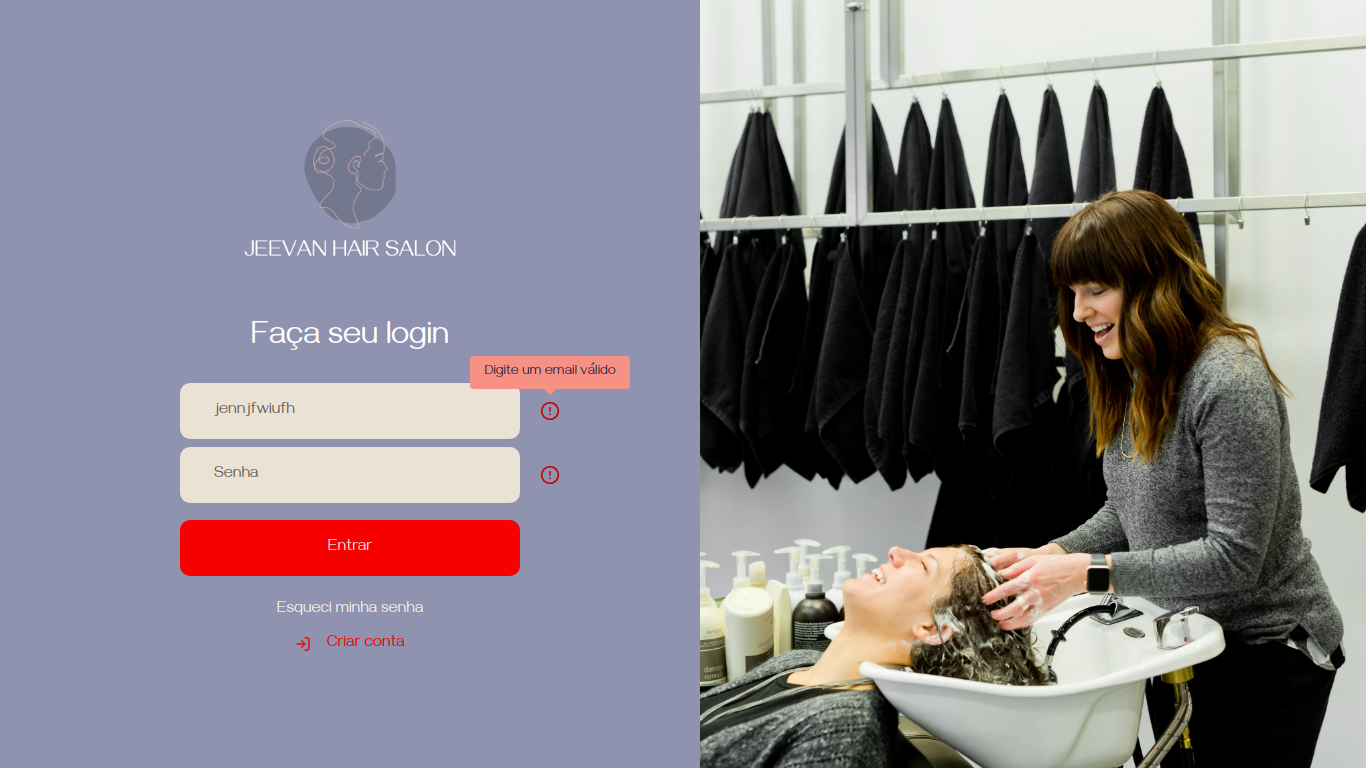 JEEVAN HAIR SALON
Faça seu login
Digite um email válido
jennjfwiufh
Senha
Entrar
Esqueci minha senha
Criar conta